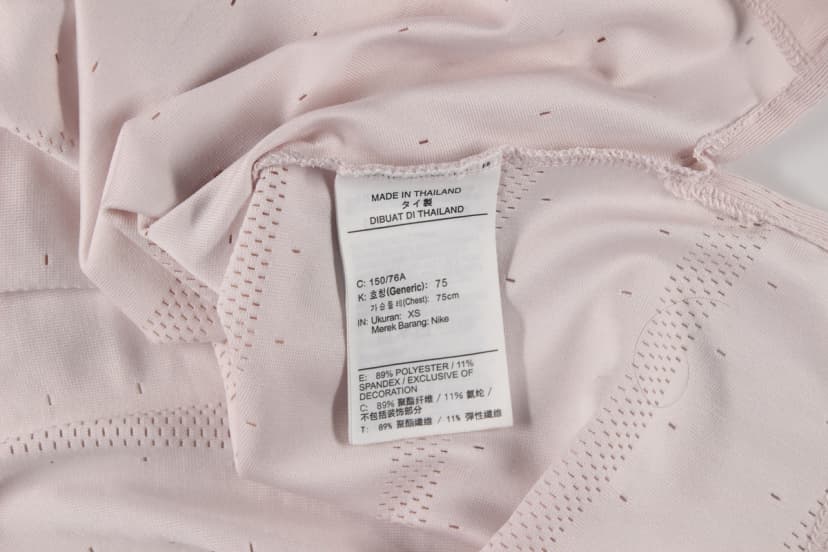 MADE IN THAILAND
タイ製
DIBUAT DI THAILAND
C: 150/76A
K: 호칭(Generic): 75
가슴둘레(Chest): 75cm
IN: Ukuran: XS
Merek Barang: Nike
E: 89% POLYESTER / 11%
SPANDEX / EXCLUSIVE OF
DECORATION
C: 89% 聚酯纤维 / 11% 氨纶 /
不包括装饰部分
T: 89% 聚酯纖維 / 11% 彈性纖維